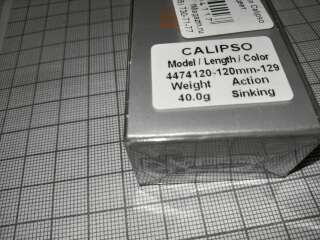 CALIPSO
Model / Length / Color
4474120-120mm-129
Weight Action
40.0g Sinking